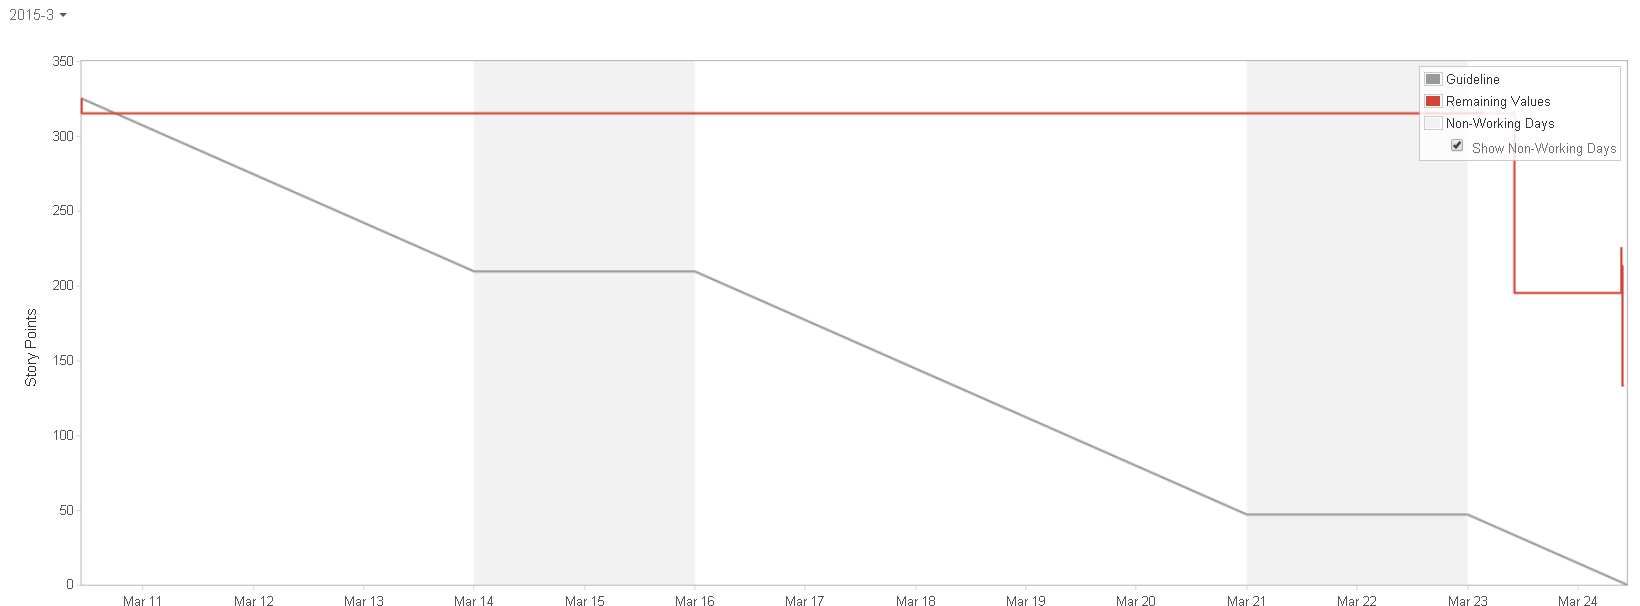 2015-3
350
300
250
200
150
100
50
0
Story Points
Guideline
Remaining Values
Non-Working Days
Show Non-Working Days
Mar 11 Mar 12 Mar 13 Mar 14 Mar 15 Mar 16 Mar 17 Mar 18 Mar 19 Mar 20 Mar 21 Mar 22 Mar 23 Mar 24